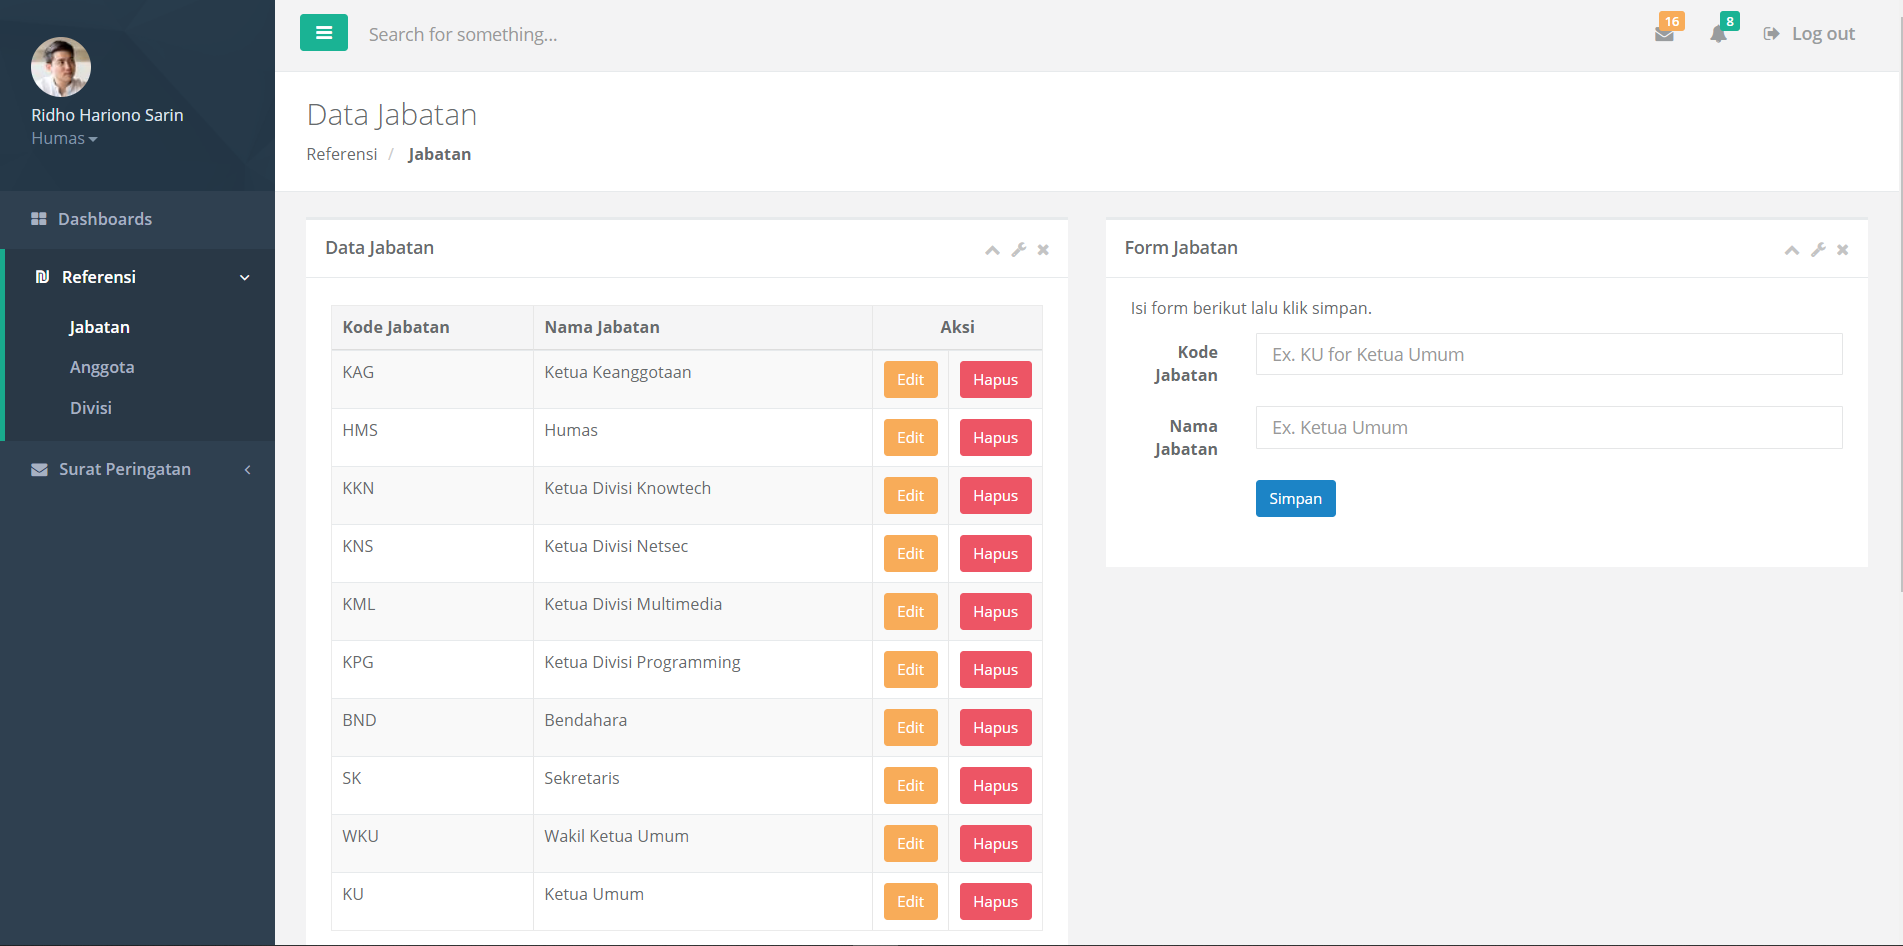 Ridho Hariono Sarin
Humas
Dashboards
Referensi
Jabatan
Anggota
Divisi
Surat Peringatan
Search for something...
16
8
Log out
Data Jabatan
Referensi / Jabatan
Data Jabatan
Kode Jabatan Nama Jabatan Aksi
KAG Ketua Keanggotaan Edit Hapus
HMS Humas Edit Hapus
KKN Ketua Divisi Knowtech Edit Hapus
KNS Ketua Divisi Netsec Edit Hapus
KML Ketua Divisi Multimedia Edit Hapus
KPG Ketua Divisi Programming Edit Hapus
BND Bendahara Edit Hapus
SK Sekretaris Edit Hapus
WKU Wakil Ketua Umum Edit Hapus
KU Ketua Umum Edit Hapus
Form Jabatan
Isi form berikut lalu klik simpan.
Kode
Jabatan
Ex. KU for Ketua Umum
Nama
Jabatan
Ex. Ketua Umum
Simpan